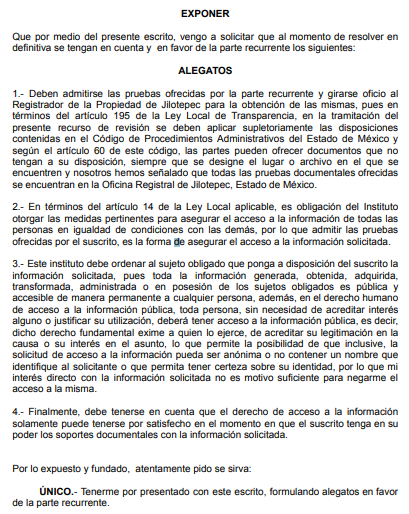 EXPONER
Que por medio del presente escrito, vengo a solicitar que al momento de resolver en
definitiva se tengan en cuenta y  en favor de la parte recurrente los siguientes:
ALEGATOS
1.- Deben admitirse las pruebas ofrecidas por la parte recurrente y girarse oficio al
Registrador de la Propiedad de Jilotepec para la obtención de las mismas, pues en
términos del artículo 195 de la Ley Local de Transparencia, en la tramitación del
presente recurso de revisión se deben aplicar supletoriamente las disposiciones
contenidas en el Código de Procedimientos Administrativos del Estado de México y
según el artículo 60 de este código, las partes pueden ofrecer documentos que no
tengan a su disposición, siempre que se designe el lugar o archivo en el que se
encuentren y nosotros hemos señalado que todas las pruebas documentales ofrecidas
se encuentran en la Oficina Registral de Jilotepec, Estado de México.
2.- En términos del artículo 14 de la Ley Local aplicable, es obligación del Instituto
otorgar las medidas pertinentes para asegurar el acceso a la información de todas las
personas en igualdad de condiciones con las demás, por lo que admitir las pruebas
ofrecidas por el suscrito, es la forma de asegurar el acceso a la información solicitada.
3.- Este instituto debe ordenar al sujeto obligado que ponga a disposición del suscrito la
información solicitada, pues toda la información generada, obtenida, adquirida,
transformada, administrada o en posesión de los sujetos obligados es pública y
accesible de manera permanente a cualquier persona, además, en el derecho humano
de acceso a la información pública, toda persona, sin necesidad de acreditar interés
alguno o justificar su utilización, deberá tener acceso a la información pública, es decir,
dicho derecho fundamental exime a quien lo ejerce, de acreditar su legitimación en la
causa o su interés en el asunto, lo que permite la posibilidad de que inclusive, la
solicitud de acceso a la información pueda ser anónima o no contener un nombre que
identifique al solicitante o que permita tener certeza sobre su identidad, por lo que mi
interés directo con la información solicitada no es motivo suficiente para negarme el
acceso a la misma.
4.- Finalmente, debe tenerse en cuenta que el derecho de acceso a la información
solamente puede tenerse por satisfecho en el momento en que el suscrito tenga en su
poder los soportes documentales con la información solicitada.
Por lo expuesto y fundado,  atentamente pido se sirva:
ÚNICO.- Tenerme por presentado con este escrito, formulando alegatos en favor
de la parte recurrente.